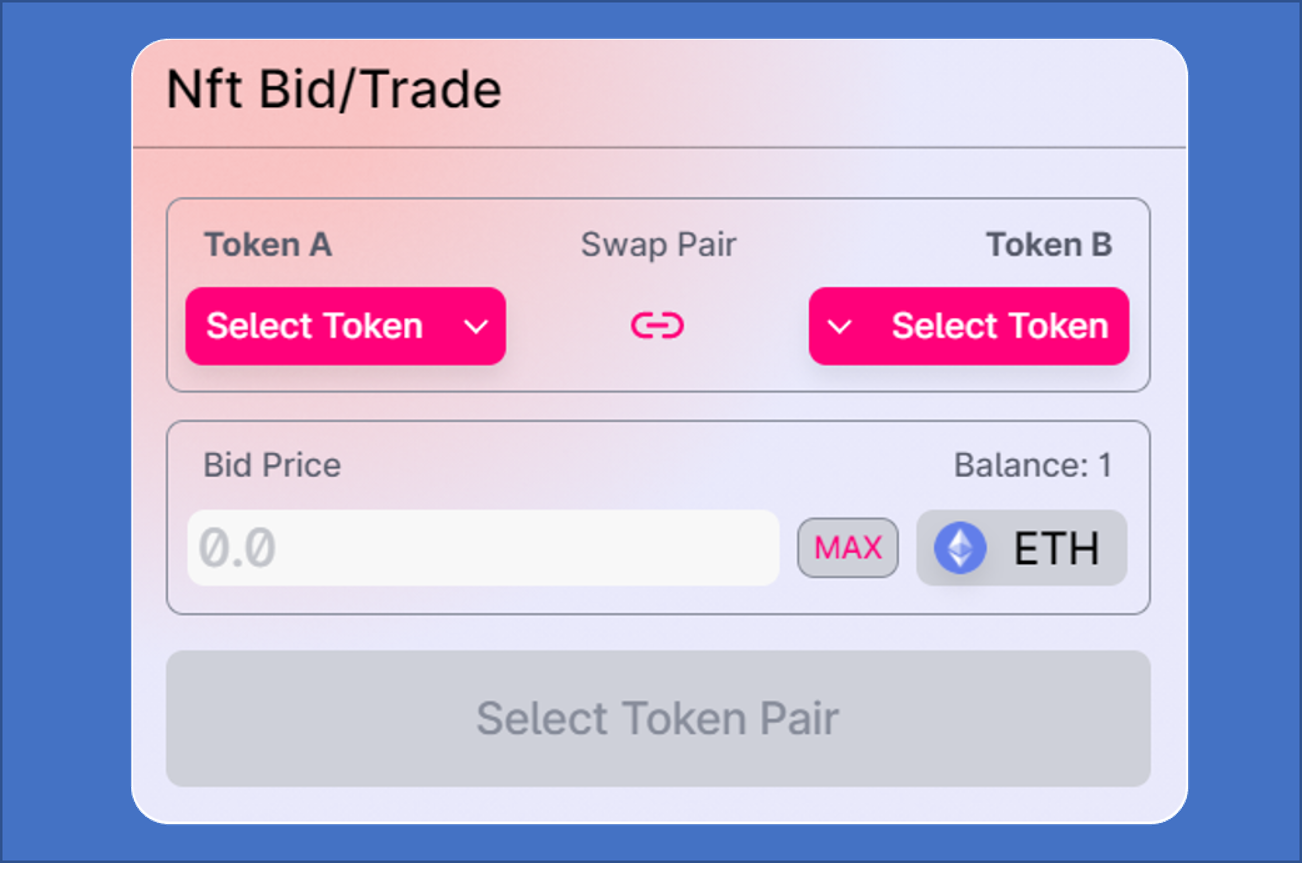 Nft Bid/Trade
Token A Swap Pair Token B
Select Token Select Token
Bid Price Balance: 1
0.0 MAX ETH
Select Token Pair